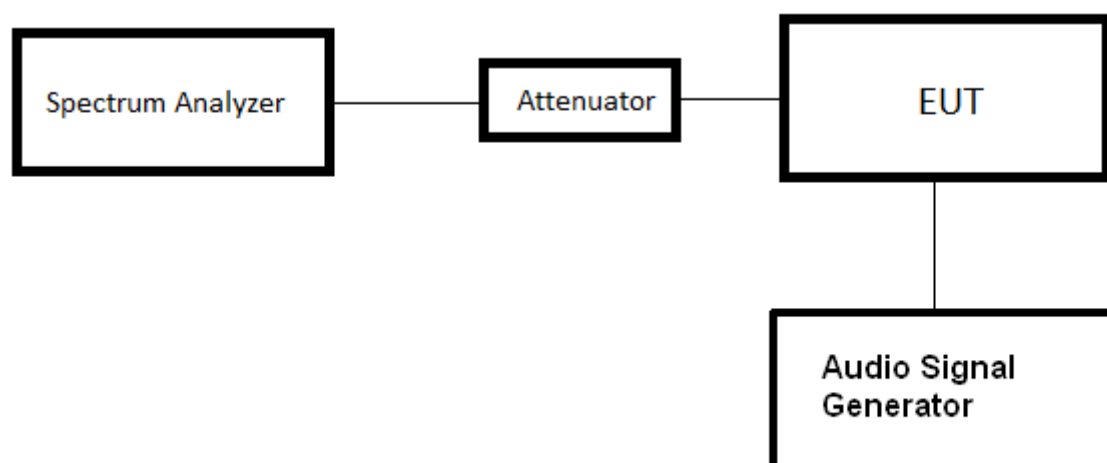 Spectrum Analyzer
Attenuator
EUT
Audio Signal
Generator